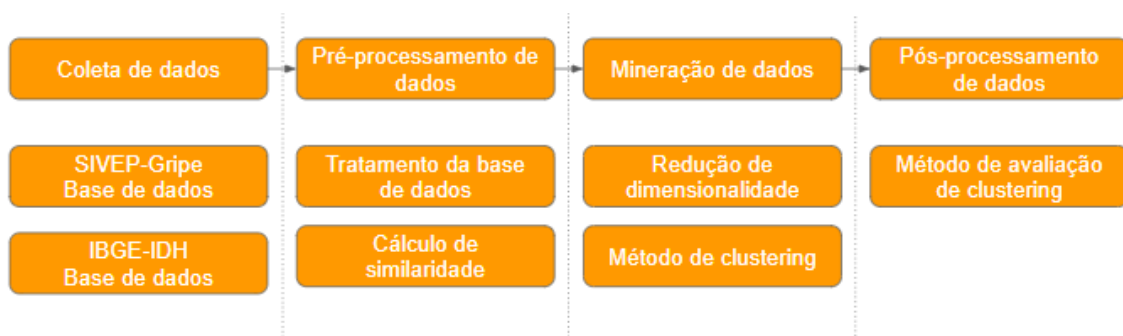 Coleta de dados
Pré-processamento de
dados
Mineração de dados
Pós-processamento
de dados
SIVEP-Gripe
Base de dados
Tratamento da base
de dados
Redução de
dimensionalidade
Método de avaliação
de clustering
IBGE-IDH
Base de dados
Cálculo de
similaridade
Método de clustering